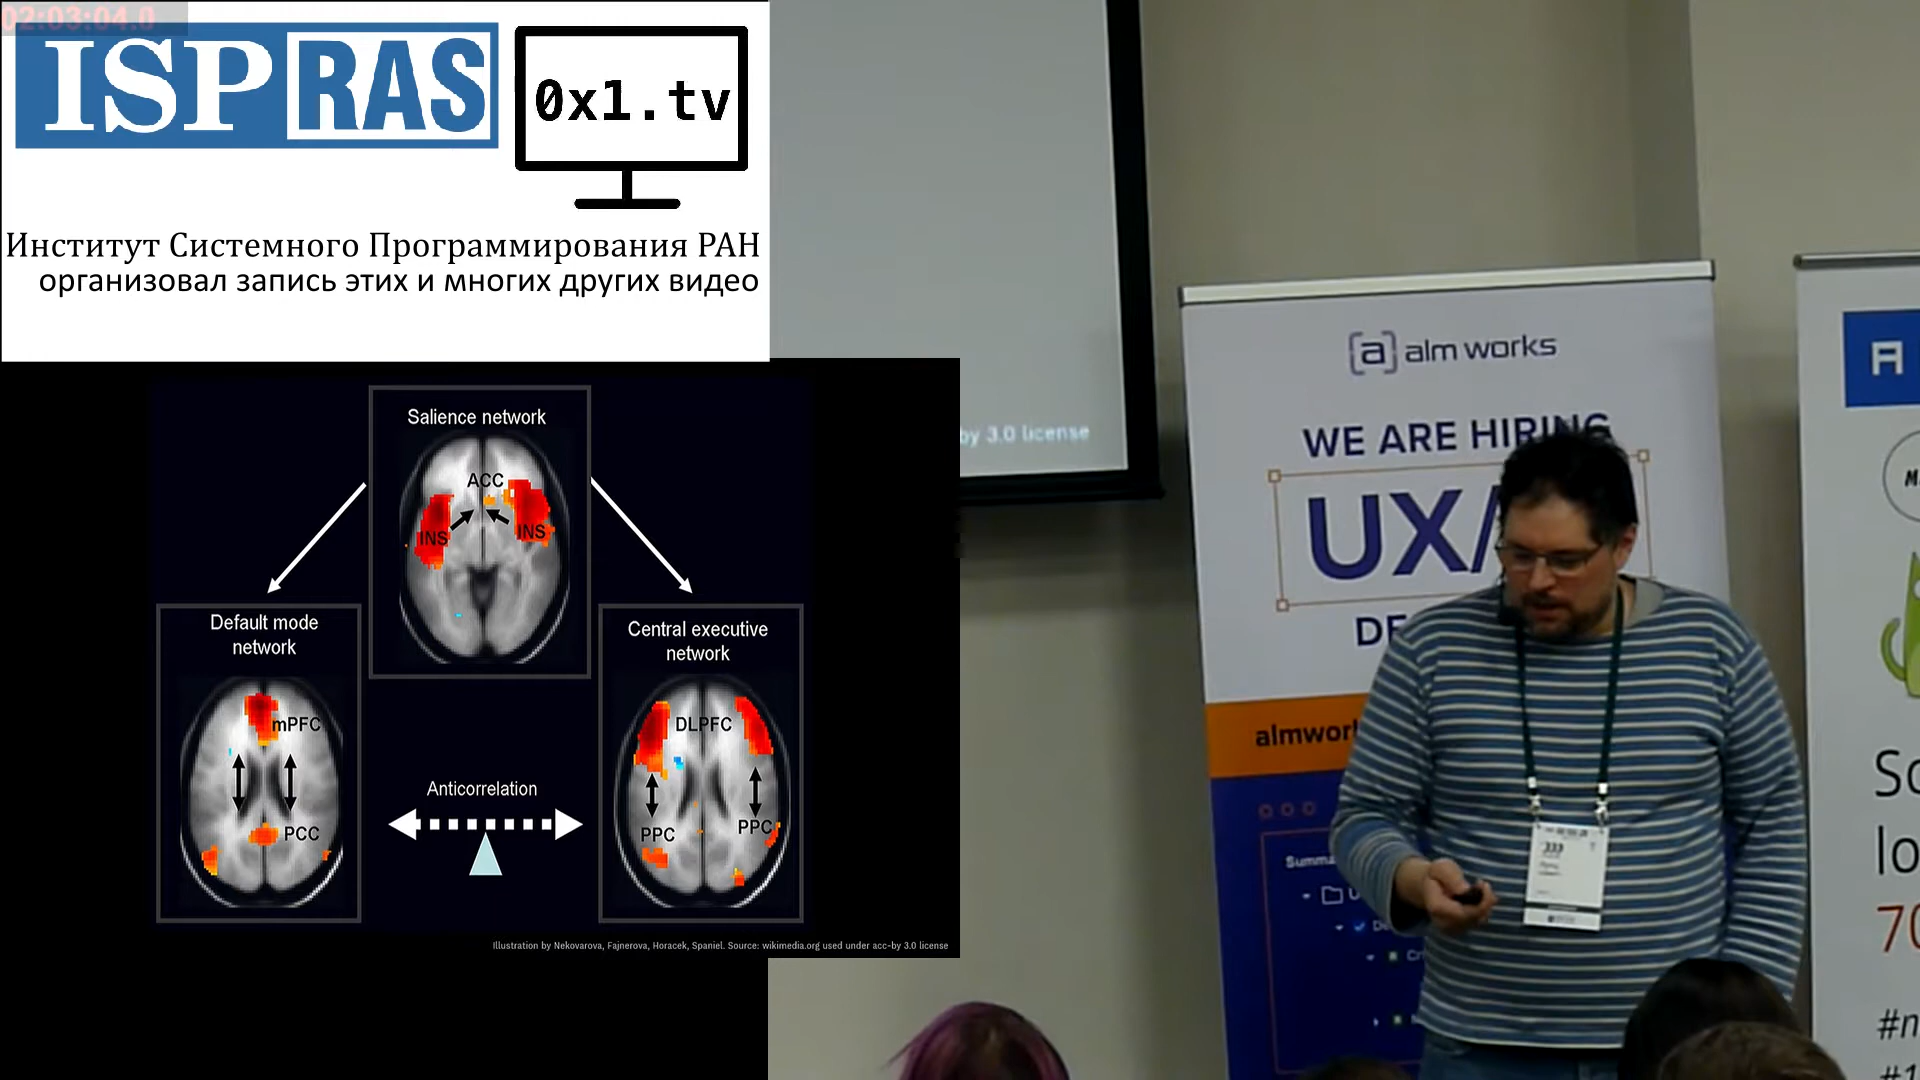 02:03:04.0
ISP RAS
0x1.tv
Институт Системного Программирования РАН
организовал запись этих и многих других видео
Salience network
ACC
INS
INS
Default mode
network
mPFC
PCC
Anticorrelation
Central executive
network
DLPFC
PPC
PPC
Illustration by Nekovarova, Fajnerova, Horacek, Spaniel. Source: wikimedia.org used under acc-by 3.0 license
by 3.0 license
[a] alm works
WE ARE HIRING
UX/
DE
almwor
Summa
A
So
lo
70
#n
#1